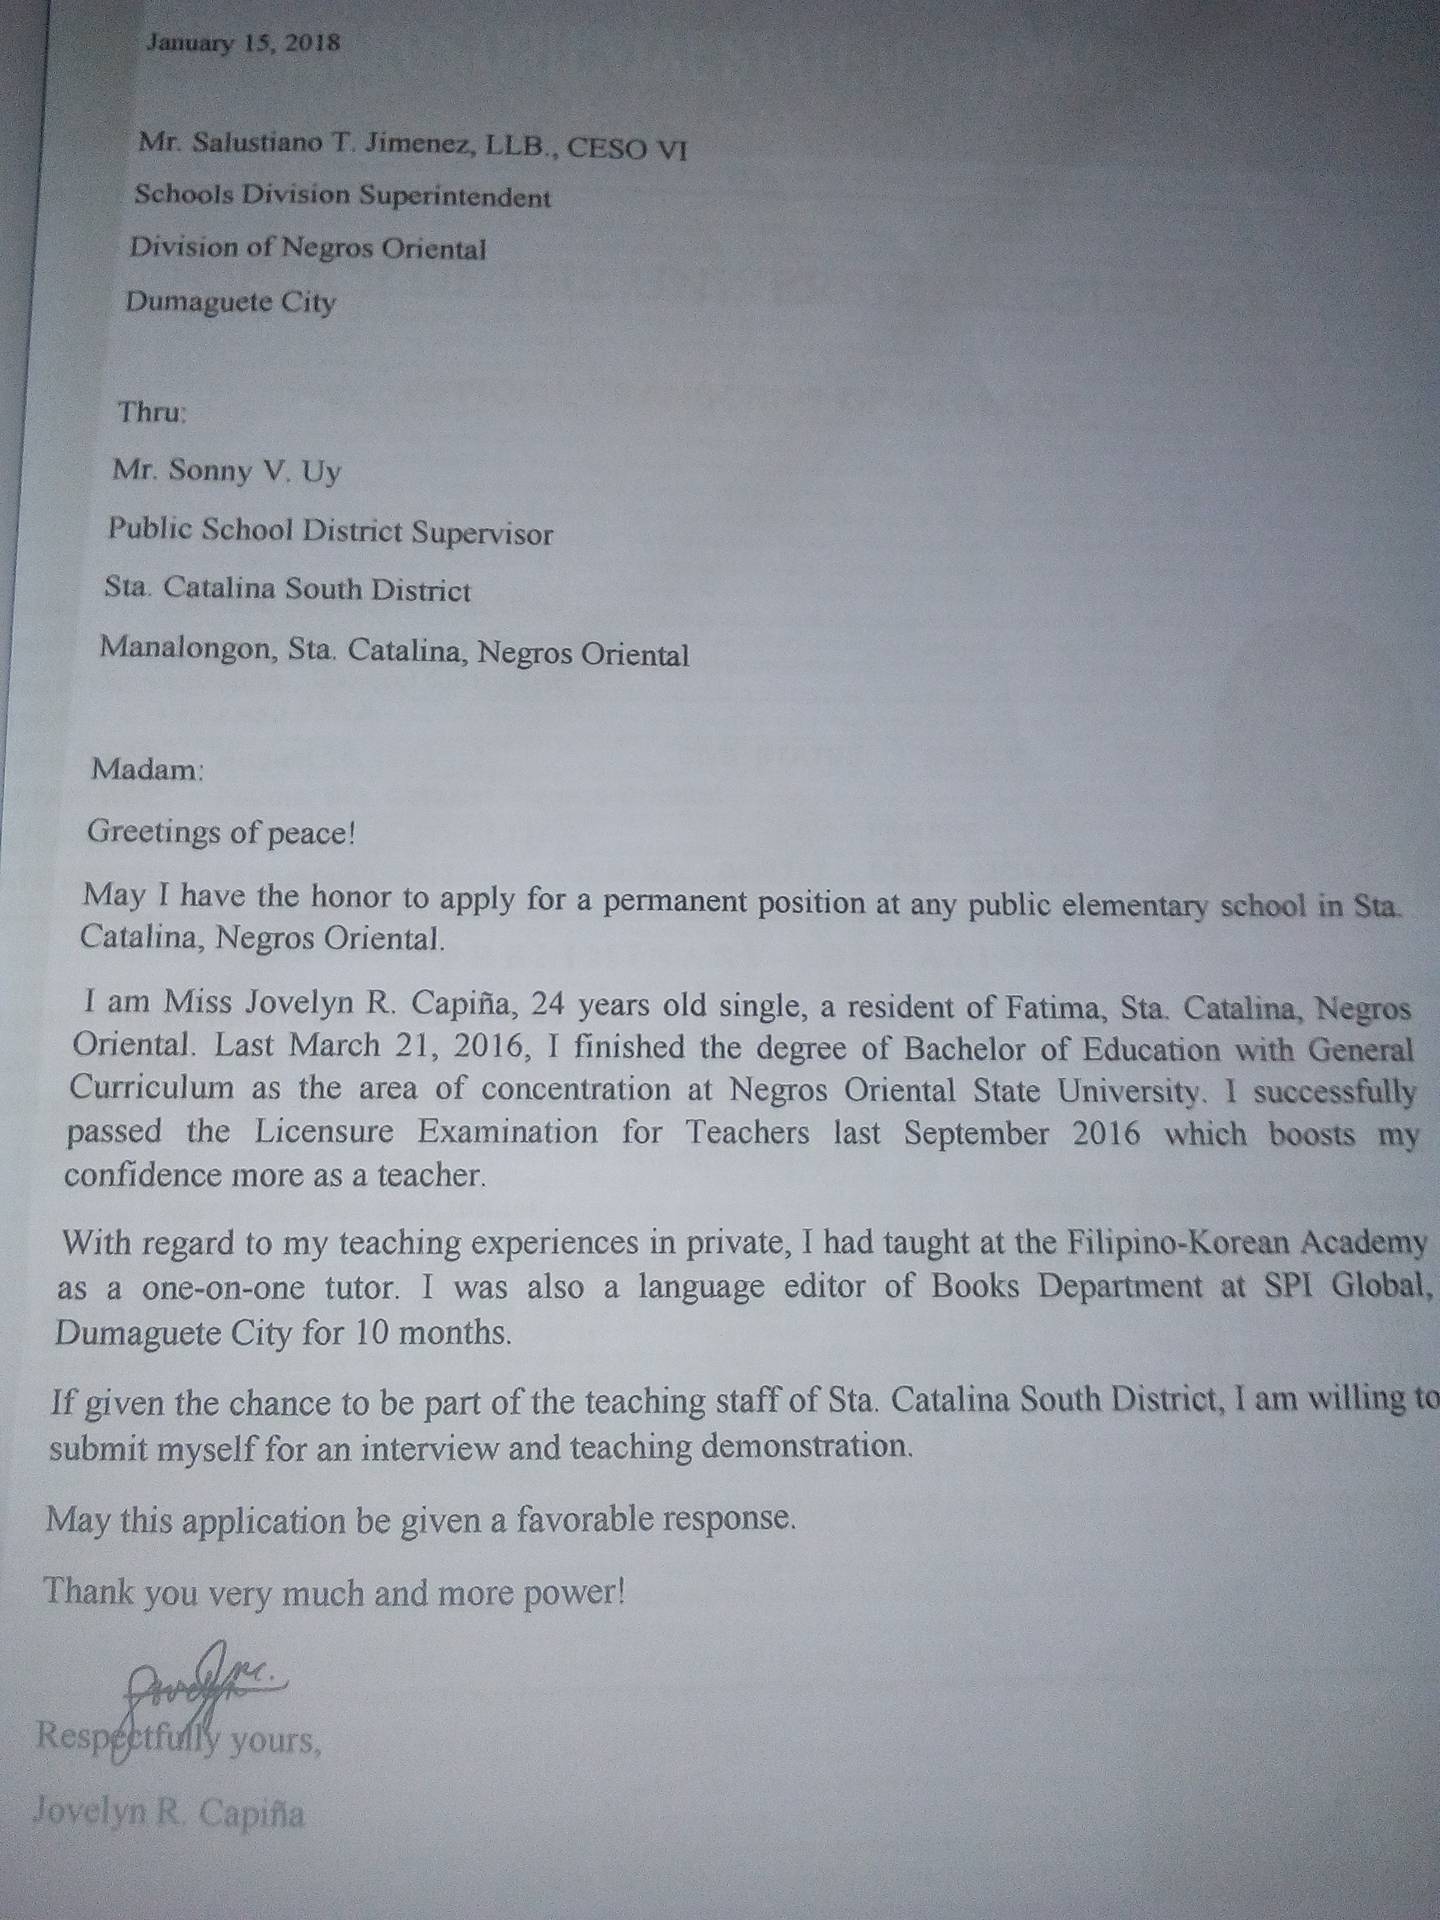 January 15, 2018
Mr. Salustiano T. Jimenez, LLB., CESO VI
Schools Division Superintendent
Division of Negros Oriental
Dumaguete City
Thru:
Mr. Sonny V. Uy
Public School District Supervisor
Sta. Catalina South District
Manalongon, Sta. Catalina, Negros Oriental
Madam:
Greetings of peace!
May I have the honor to apply for a permanent position at any public elementary school in Sta.
Catalina, Negros Oriental.
I am Miss Jovelyn R. Capiña, 24 years old single, a resident of Fatima, Sta. Catalina, Negros
Oriental. Last March 21, 2016, I finished the degree of Bachelor of Education with General
Curriculum as the area of concentration at Negros Oriental State University. I successfully
passed the Licensure Examination for Teachers last September 2016 which boosts my
confidence more as a teacher.
With regard to my teaching experiences in private, I had taught at the Filipino-Korean Academy
as a one-on-one tutor. I was also a language editor of Books Department at SPI Global,
Dumaguete City for 10 months.
If given the chance to be part of the teaching staff of Sta. Catalina South District, I am willing to
submit myself for an interview and teaching demonstration.
May this application be given a favorable response.
Thank you very much and more power!
Respectfully yours,
Jovelyn R. Capiña